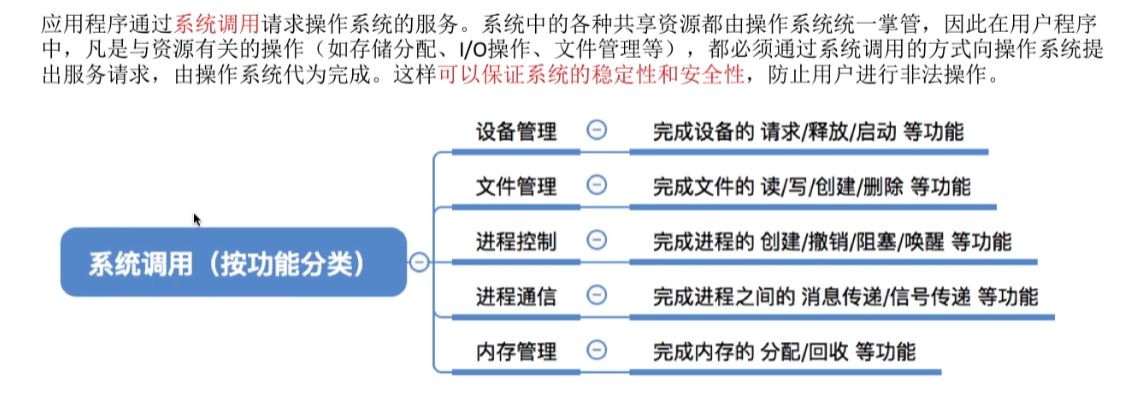 应用程序通过系统调用请求操作系统的服务。系统中的各种共享资源都由操作系统统一掌管，因此在用户程序
中，凡是与资源有关的操作（如存储分配、I/O操作、文件管理等），都必须通过系统调用的方式向操作系统提
出服务请求，由操作系统代为完成。这样可以保证系统的稳定性和安全性，防止用户进行非法操作。
系统调用（按功能分类）
设备管理 完成设备的 请求/释放/启动 等功能
文件管理 完成文件的 读/写/创建/删除 等功能
进程控制 完成进程的 创建/撤销/阻塞/唤醒 等功能
进程通信 完成进程之间的 消息传递/信号传递 等功能
内存管理 完成内存的 分配/回收 等功能